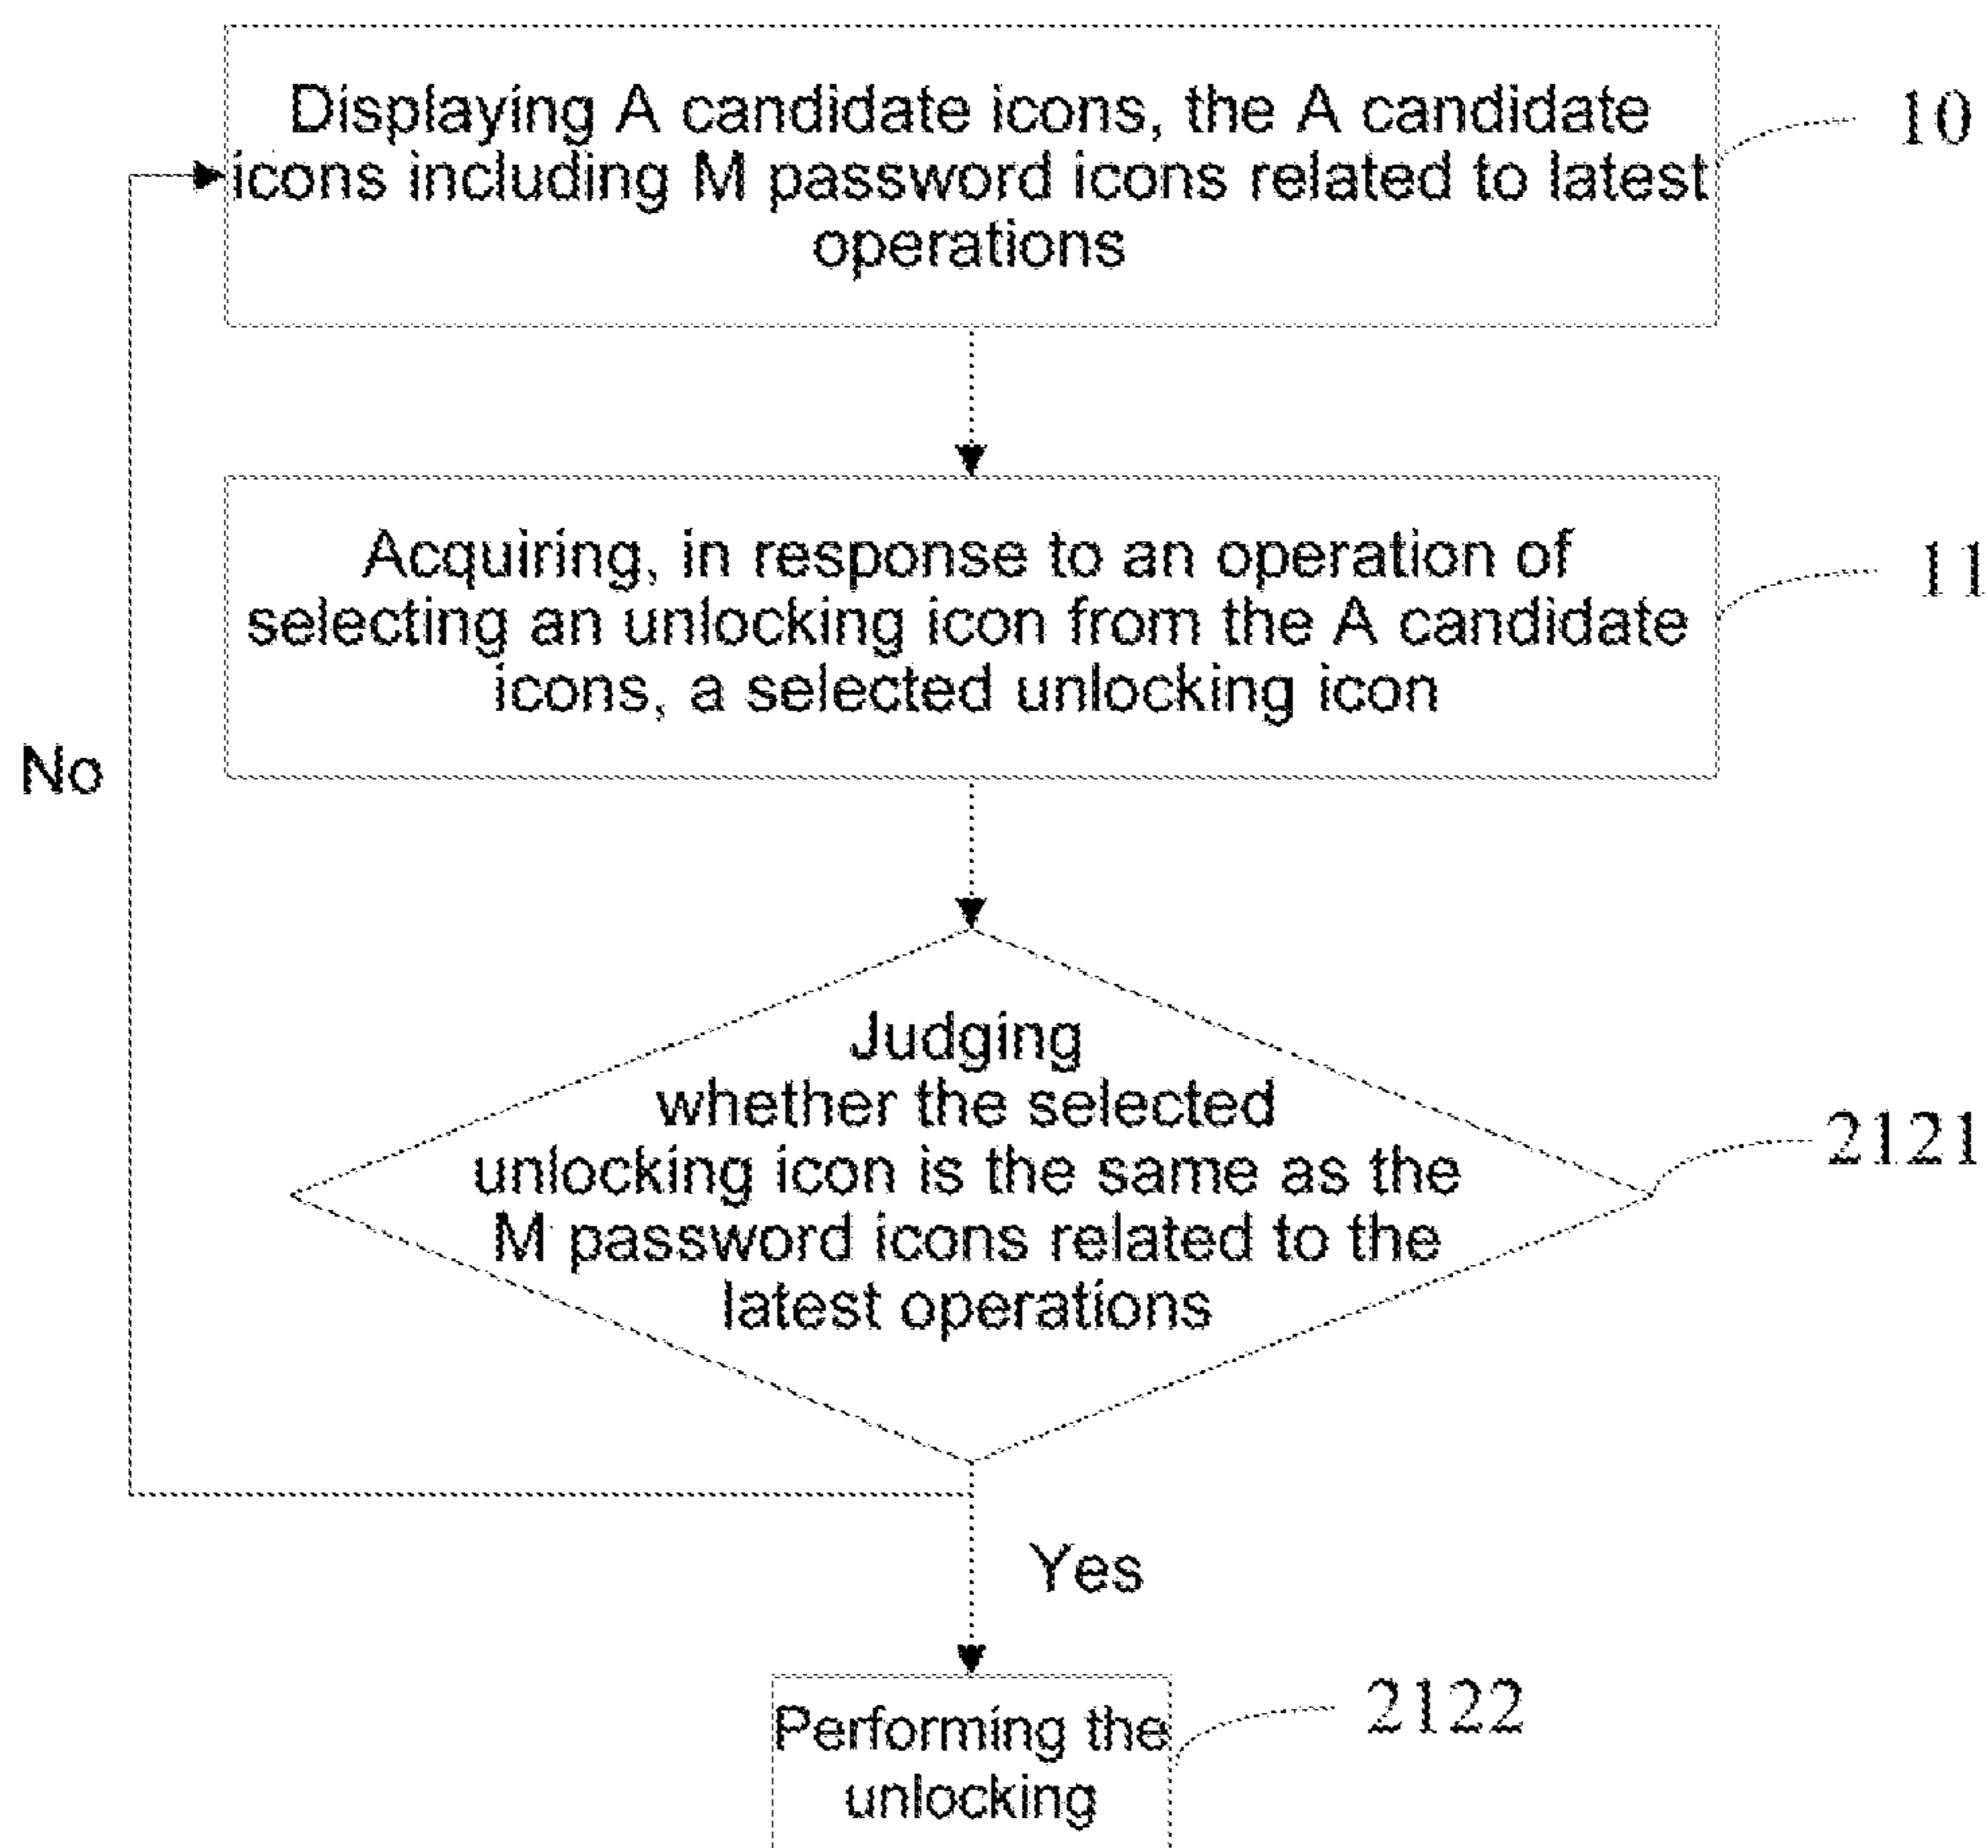 Displaying A candidate icons, the A candidate
icons including M password icons related to latest
operations
10
Acquiring, in response to an operation of
selecting an unlocking icon from the A candidate
icons, a selected unlocking icon
11
No
Judging
whether the selected
unlocking icon is the same as the
M password icons related to the
latest operations
2121
Yes
Performing the
unlocking
2122